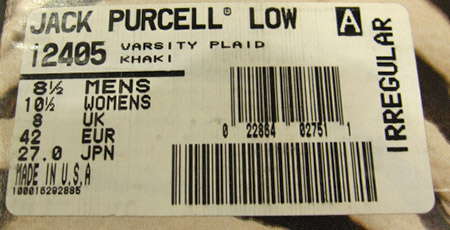 JACK PURCELL® LOW A
12405 VARSITY PLAID
KHAKI
8½ MENS
10½ WOMENS
8 UK
42 EUR
27.0 JPN
MADE IN U.S.A
100016292885
0 22864 02751 1
IRREGULAR